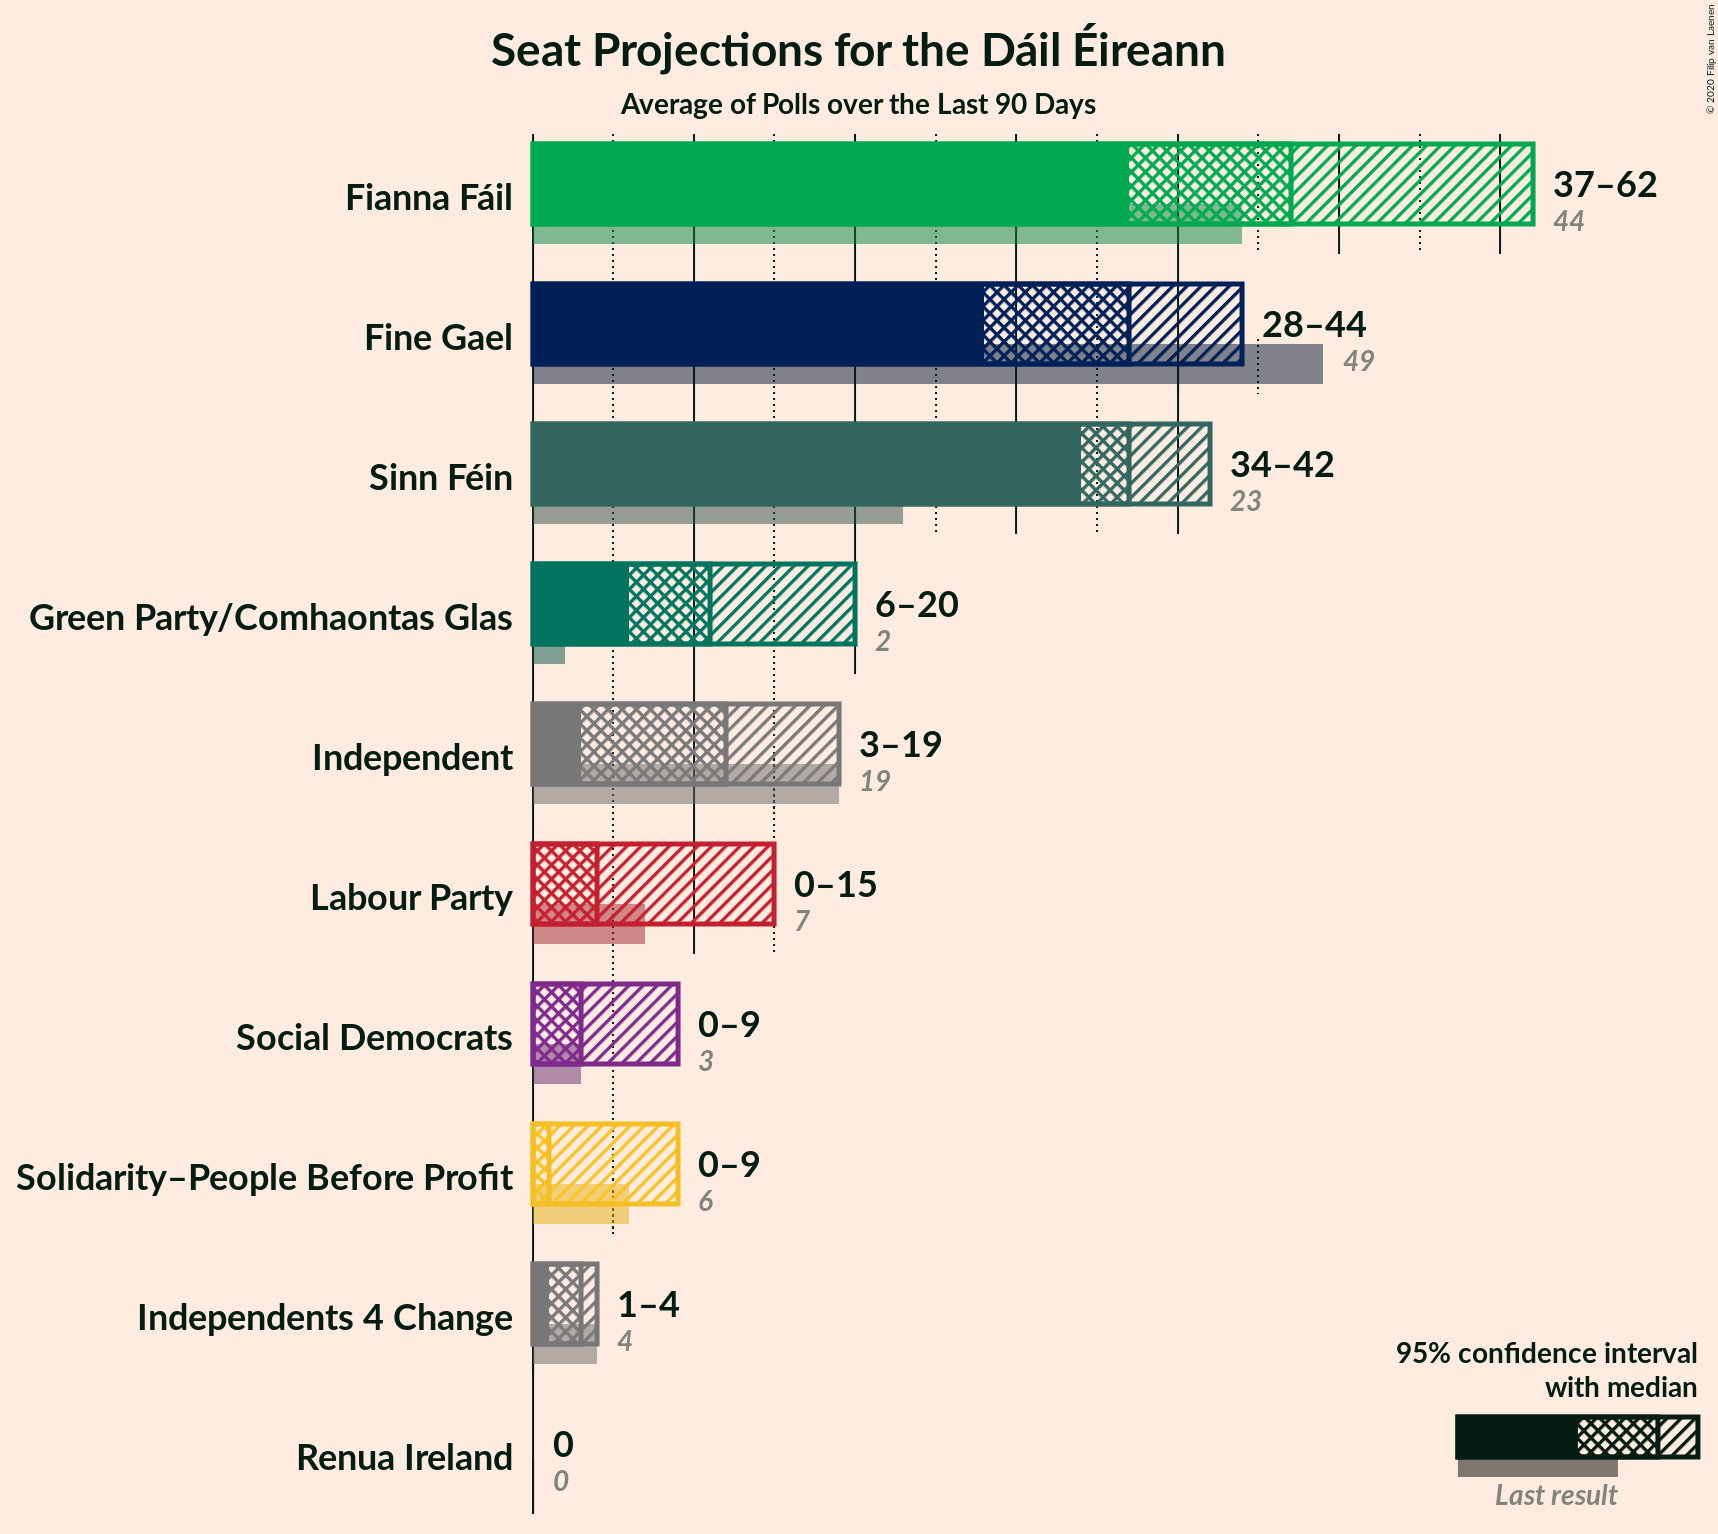 Seat Projections for the Dáil Éireann
Average of Polls over the Last 90 Days
© 2020 Filip van Laenen
Fianna Fáil
37–62
44
Fine Gael
28–44
49
Sinn Féin
34–42
23
Green Party/Comhaontas Glas
6–20
2
Independent
3–19
19
Labour Party
0–15
7
Social Democrats
0–9
3
Solidarity–People Before Profit
0–9
6
Independents 4 Change
1–4
4
Renua Ireland
0
0
95% confidence interval
with median
Last result